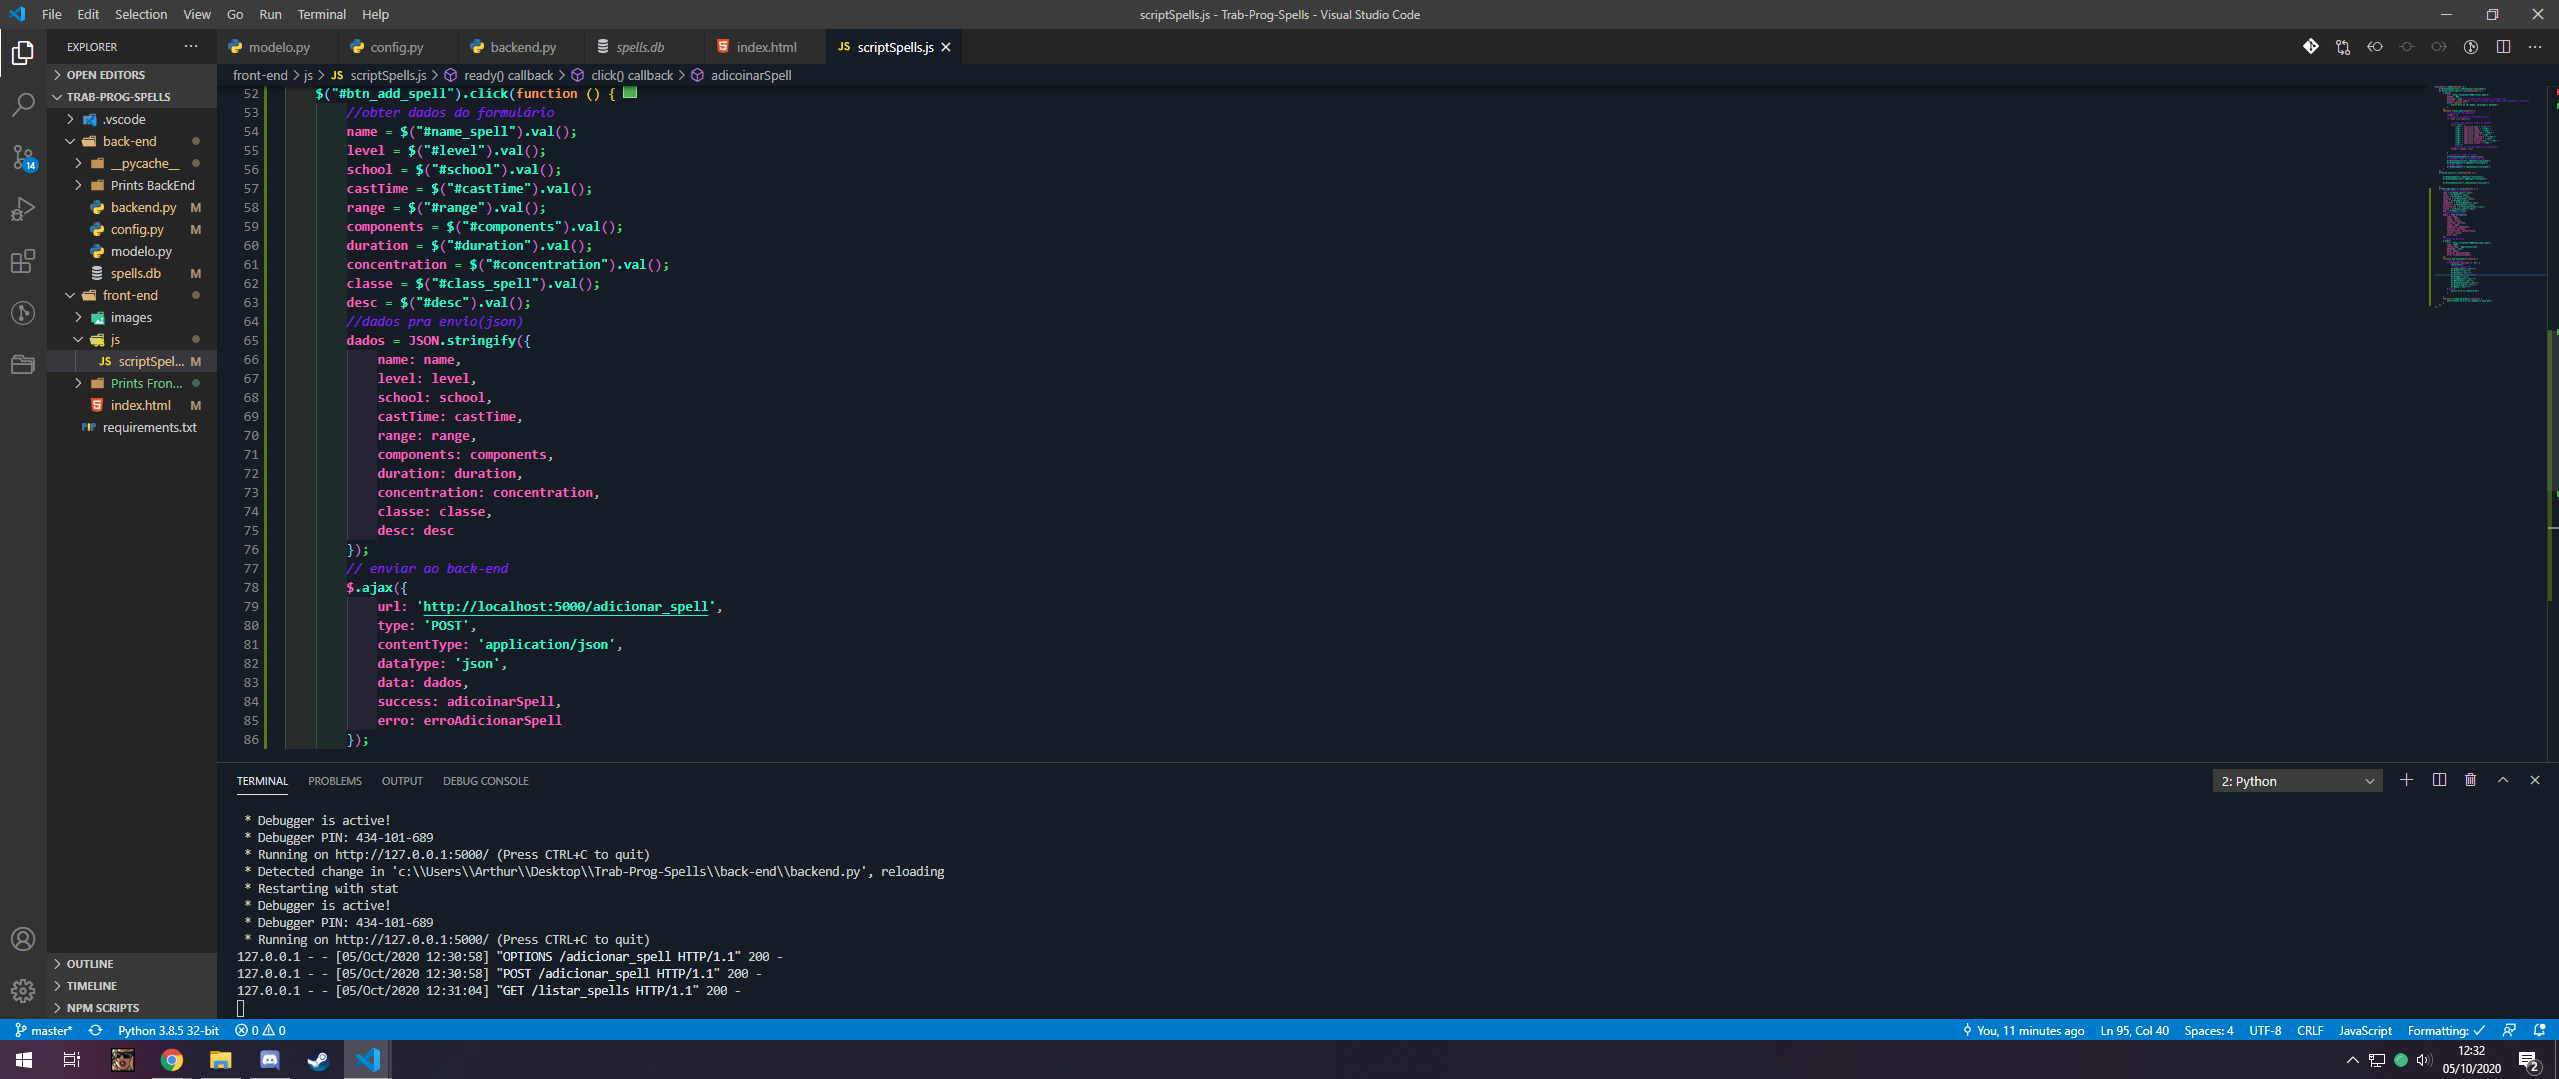 File Edit Selection View Go Run Terminal Help
scriptSpells.js - Trab-Prog-Spells - Visual Studio Code
EXPLORER
modelo.py config.py backend.py spells.db index.html JS scriptSpells.js
OPEN EDITORS
front-end > js > JS scriptSpells.js > ready() callback > click() callback > adicoinarSpell
TRAB-PROG-SPELLS
.vscode
back-end
__pycache__
Prints BackEnd
backend.py M
config.py M
modelo.py
spells.db M
front-end
images
js
JS scriptSpel... M
Prints Fron...
index.html M
requirements.txt
14
OUTLINE
TIMELINE
NPM SCRIPTS
52 $("#btn_add_spell").click(function () {
53 //obter dados do formulário
54 name = $("#name_spell").val();
55 level = $("#level").val();
56 school = $("#school").val();
57 castTime = $("#castTime").val();
58 range = $("#range").val();
59 components = $("#components").val();
60 duration = $("#duration").val();
61 concentration = $("#concentration").val();
62 classe = $("#class_spell").val();
63 desc = $("#desc").val();
64 //dados pra envio(json)
65 dados = JSON.stringify({
66 name: name,
67 level: level,
68 school: school,
69 castTime: castTime,
70 range: range,
71 components: components,
72 duration: duration,
73 concentration: concentration,
74 classe: classe,
75 desc: desc
76 });
77 // enviar ao back-end
78 $.ajax({
79 url: 'http://localhost:5000/adicionar_spell',
80 type: 'POST',
81 contentType: 'application/json',
82 dataType: 'json',
83 data: dados,
84 success: adicoinarSpell,
85 erro: erroAdicionarSpell
86 });
TERMINAL PROBLEMS OUTPUT DEBUG CONSOLE
2: Python
* Debugger is active!
* Debugger PIN: 434-101-689
* Running on http://127.0.0.1:5000/ (Press CTRL+C to quit)
* Detected change in 'c:\\Users\\Arthur\\Desktop\\Trab-Prog-Spells\\back-end\\backend.py', reloading
* Restarting with stat
* Debugger is active!
* Debugger PIN: 434-101-689
* Running on http://127.0.0.1:5000/ (Press CTRL+C to quit)
127.0.0.1 - - [05/Oct/2020 12:30:58] "OPTIONS /adicionar_spell HTTP/1.1" 200 -
127.0.0.1 - - [05/Oct/2020 12:30:58] "POST /adicionar_spell HTTP/1.1" 200 -
127.0.0.1 - - [05/Oct/2020 12:31:04] "GET /listar_spells HTTP/1.1" 200 -
master* Python 3.8.5 32-bit 0 0
You, 11 minutes ago Ln 95, Col 40 Spaces: 4 UTF-8 CRLF JavaScript Formatting: ✓
12:32
05/10/2020
2